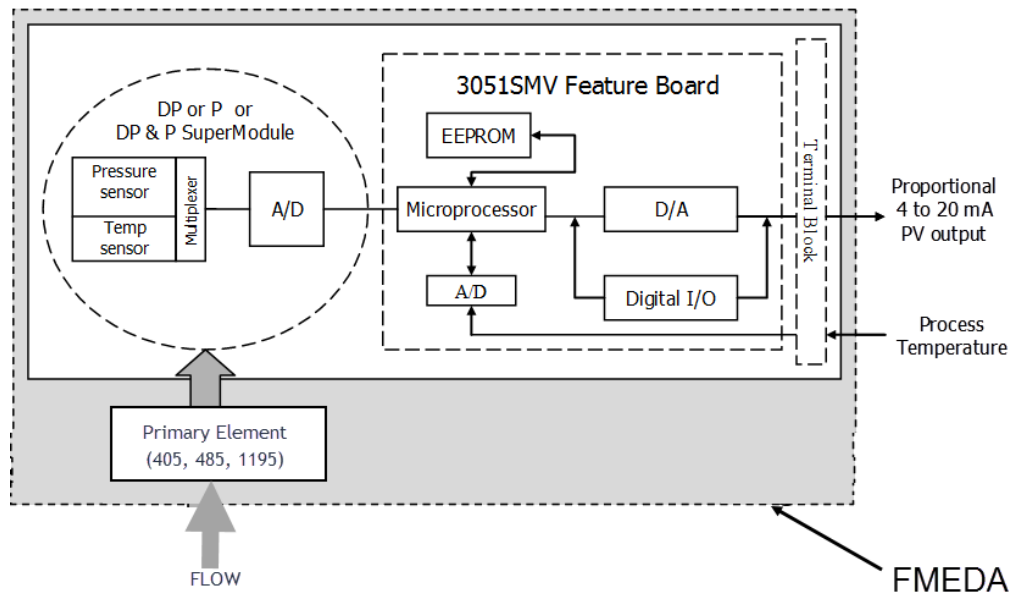 3051SMV Feature Board
DP or P or
DP & P SuperModule
EEPROM
Pressure
sensor
Temp
sensor
Multiplexer
A/D
Microprocessor
D/A
A/D
Digital I/O
Terminal Block
Proportional
4 to 20 mA
PV output
Process
Temperature
Primary Element
(405, 485, 1195)
FLOW
FMEDA